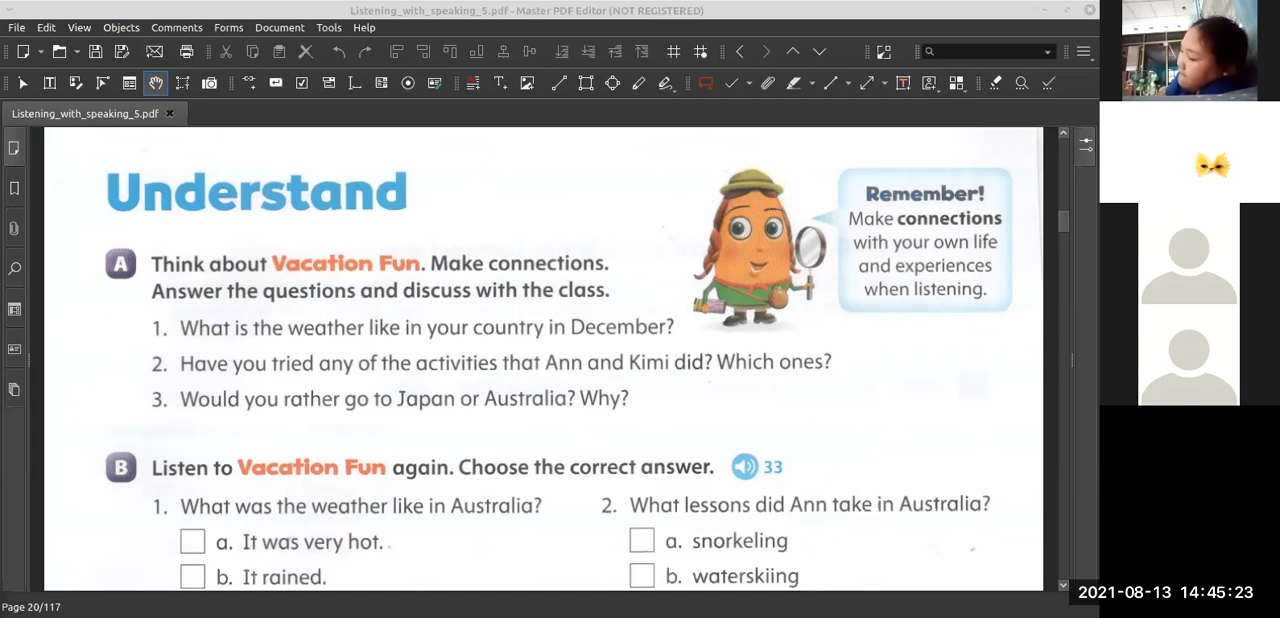 Listening_with_speaking_5.pdf - Master PDF Editor (NOT REGISTERED)
File Edit View Objects Comments Forms Document Tools Help
Listening_with_speaking_5.pdf
Understand
Remember!
Make connections
with your own life
and experiences
when listening.
A Think about Vacation Fun. Make connections.
Answer the questions and discuss with the class.
1. What is the weather like in your country in December?
2. Have you tried any of the activities that Ann and Kimi did? Which ones?
3. Would you rather go to Japan or Australia? Why?
B Listen to Vacation Fun again. Choose the correct answer. 33
1. What was the weather like in Australia?
a. It was very hot.
b. It rained.
2. What lessons did Ann take in Australia?
a. snorkeling
b. waterskiing
Page 20/117
2021-08-13 14:45:23